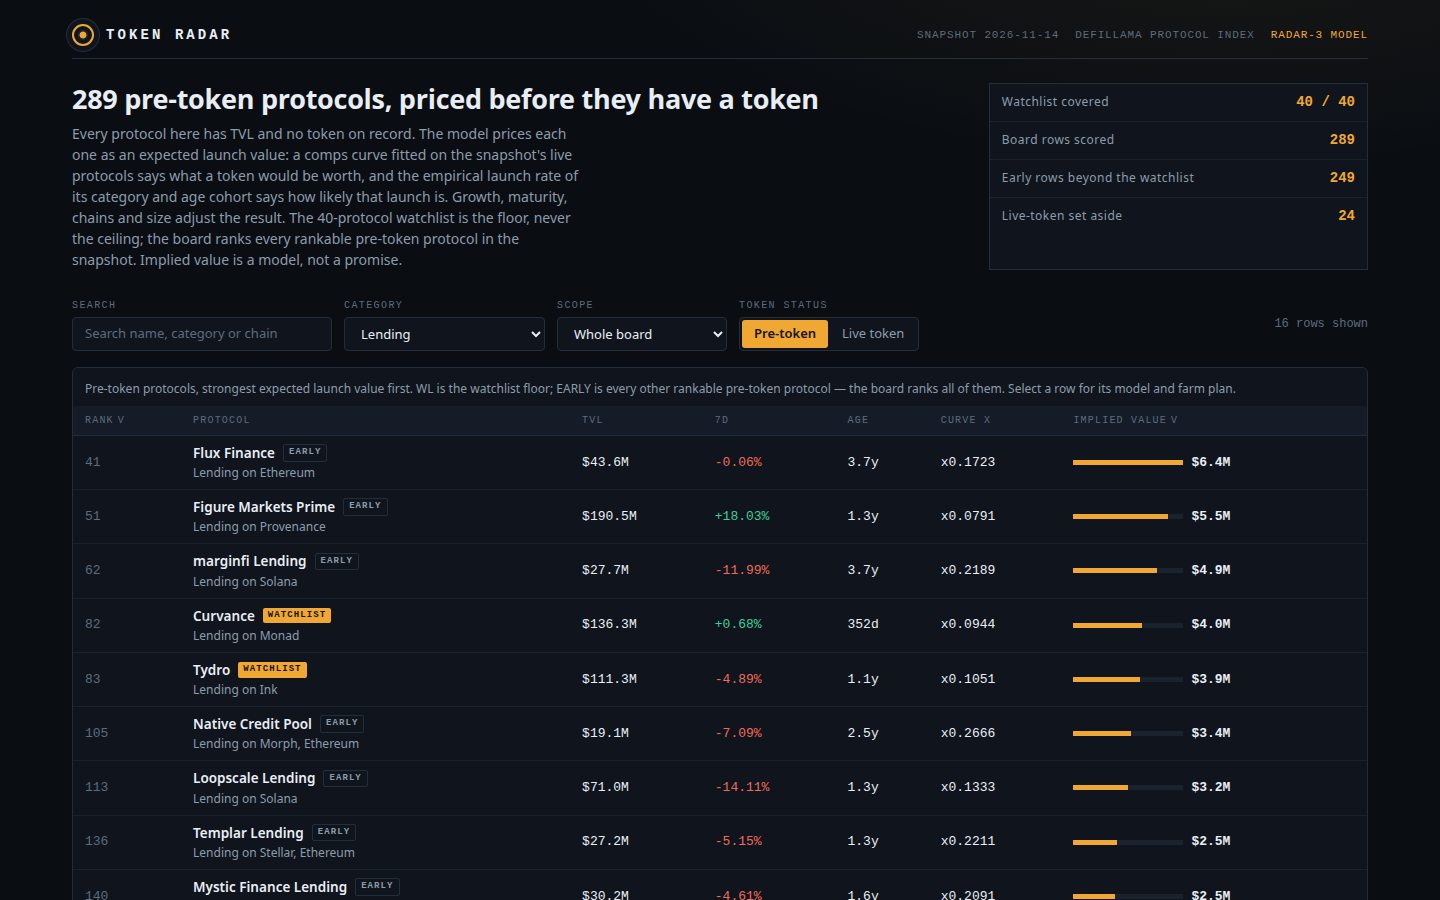 TOKEN RADAR
SNAPSHOT 2026-11-14 DEFILLAMA PROTOCOL INDEX RADAR-3 MODEL
289 pre-token protocols, priced before they have a token
Every protocol here has TVL and no token on record. The model prices each
one as an expected launch value: a comps curve fitted on the snapshot's live
protocols says what a token would be worth, and the empirical launch rate of
its category and age cohort says how likely that launch is. Growth, maturity,
chains and size adjust the result. The 40-protocol watchlist is the floor, never
the ceiling; the board ranks every rankable pre-token protocol in the
snapshot. Implied value is a model, not a promise.
Watchlist covered 40 / 40
Board rows scored 289
Early rows beyond the watchlist 249
Live-token set aside 24
SEARCH CATEGORY SCOPE TOKEN STATUS
Search name, category or chain Lending Whole board Pre-token Live token
16 rows shown
Pre-token protocols, strongest expected launch value first. WL is the watchlist floor; EARLY is every other rankable pre-token protocol — the board ranks all of them. Select a row for its model and farm plan.
RANK V PROTOCOL TVL 7D AGE CURVE X IMPLIED VALUE V
41 Flux Finance EARLY $43.6M -0.06% 3.7y x0.1723 $6.4M
Lending on Ethereum
51 Figure Markets Prime EARLY $190.5M +18.03% 1.3y x0.0791 $5.5M
Lending on Provenance
62 marginfi Lending EARLY $27.7M -11.99% 3.7y x0.2189 $4.9M
Lending on Solana
82 Curvance WATCHLIST $136.3M +0.68% 352d x0.0944 $4.0M
Lending on Monad
83 Tydro WATCHLIST $111.3M -4.89% 1.1y x0.1051 $3.9M
Lending on Ink
105 Native Credit Pool EARLY $19.1M -7.09% 2.5y x0.2666 $3.4M
Lending on Morph, Ethereum
113 Loopscale Lending EARLY $71.0M -14.11% 1.3y x0.1333 $3.2M
Lending on Solana
136 Templar Lending EARLY $27.2M -5.15% 1.3y x0.2211 $2.5M
Lending on Stellar, Ethereum
140 Mystic Finance Lending EARLY $30.2M -4.61% 1.6y x0.2091 $2.5M